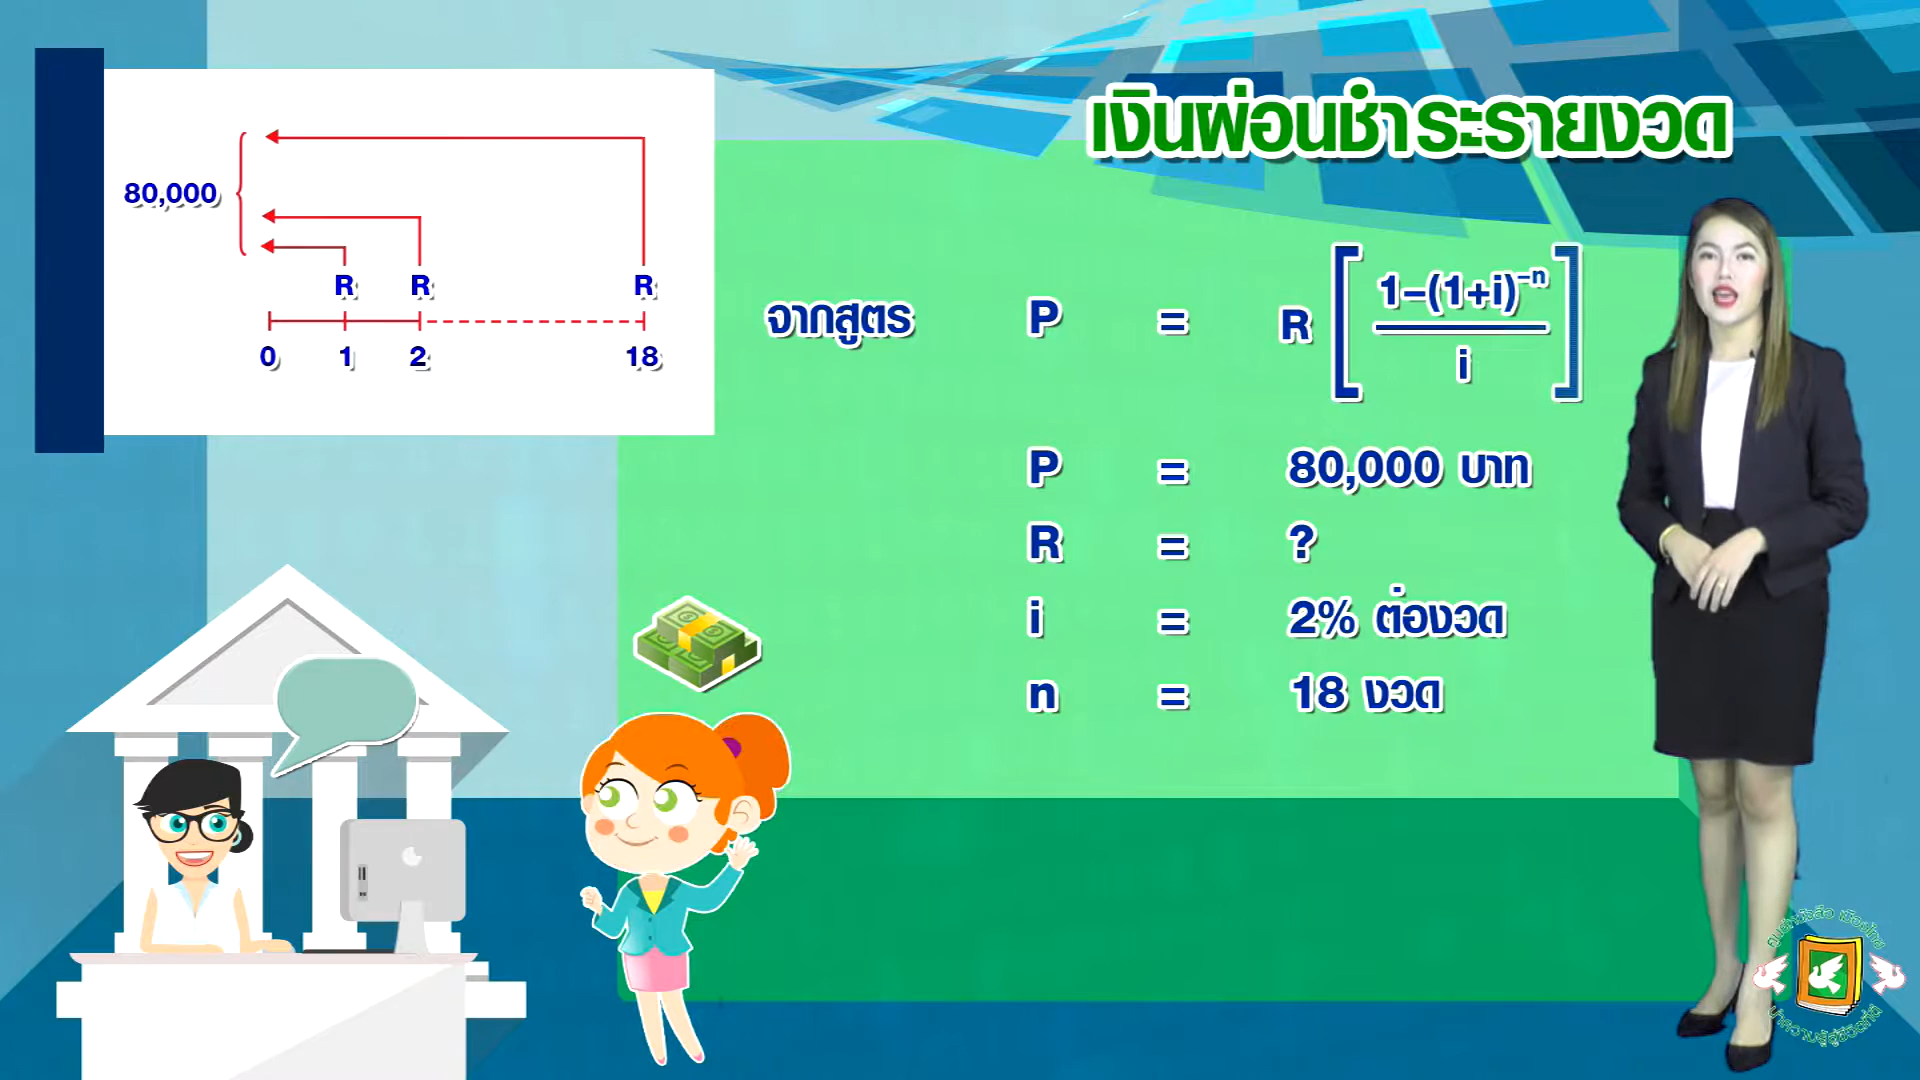 เงินผ่อนชำระรายงวด
80,000
R R R
0 1 2 18
จากสูตร P = R [ 1–(1+i)⁻ⁿ / i ]
P = 80,000 บาท
R = ?
i = 2% ต่องวด
n = 18 งวด